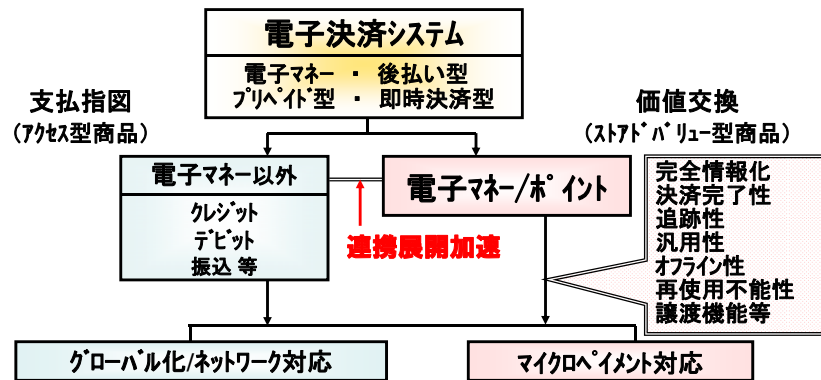 電子決済システム
電子マネー ・ 後払い型
プリペイド型 ・ 即時決済型
支払指図
(アクセス型商品)
価値交換
(ストアドバリュー型商品)
電子マネー以外
クレジット
デビット
振込 等
電子マネー/ポイント
連携展開加速
完全情報化
決済完了性
追跡性
汎用性
オフライン性
再使用不能性
譲渡機能等
グローバル化/ネットワーク対応
マイクロペイメント対応